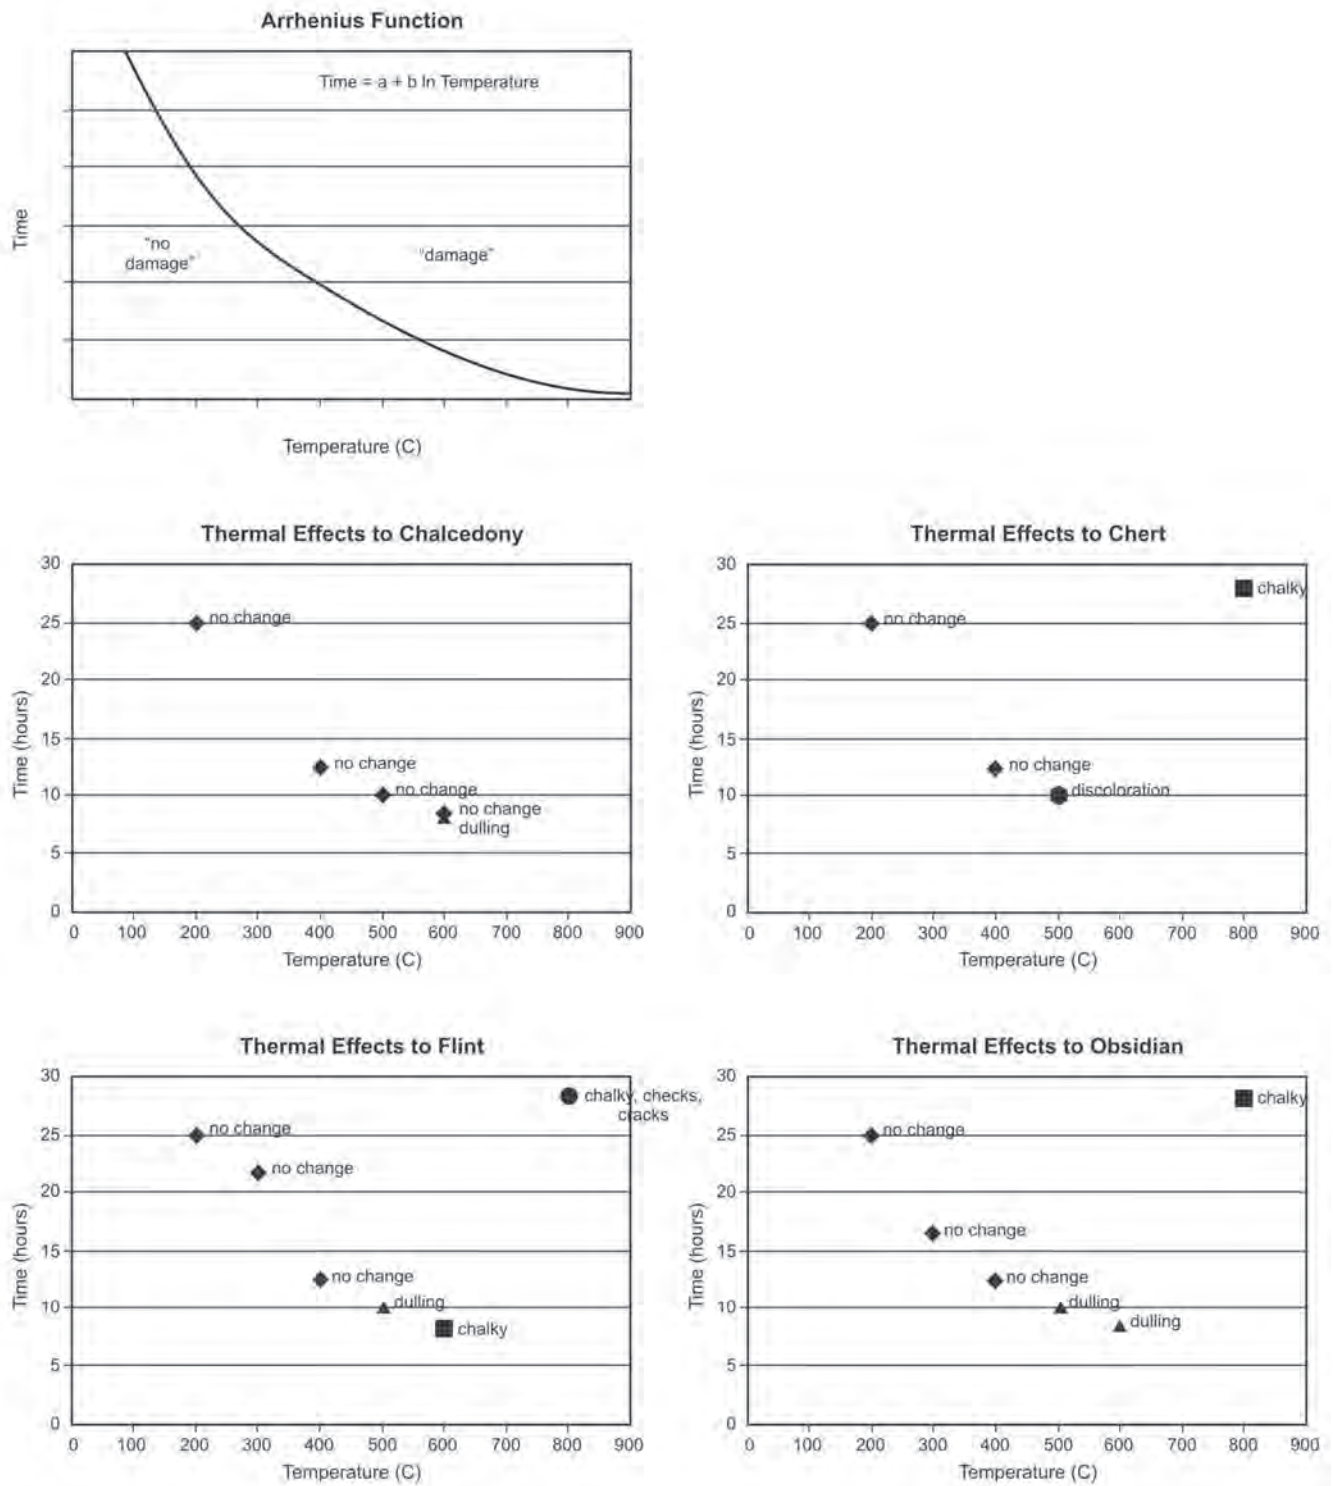 Arrhenius Function
Time = a + b ln Temperature
Time
"no
damage"
"damage"
Temperature (C)
Thermal Effects to Chalcedony
30
25
20
15
10
5
0
Time (hours)
no change
no change
no change
no change
dulling
0 100 200 300 400 500 600 700 800 900
Temperature (C)
Thermal Effects to Chert
30
25
20
15
10
5
0
Time (hours)
chalky
no change
no change
discoloration
0 100 200 300 400 500 600 700 800 900
Temperature (C)
Thermal Effects to Flint
30
25
20
15
10
5
0
Time (hours)
chalky, checks,
cracks
no change
no change
no change
dulling
chalky
0 100 200 300 400 500 600 700 800 900
Temperature (C)
Thermal Effects to Obsidian
30
25
20
15
10
5
0
Time (hours)
chalky
no change
no change
no change
dulling
dulling
0 100 200 300 400 500 600 700 800 900
Temperature (C)